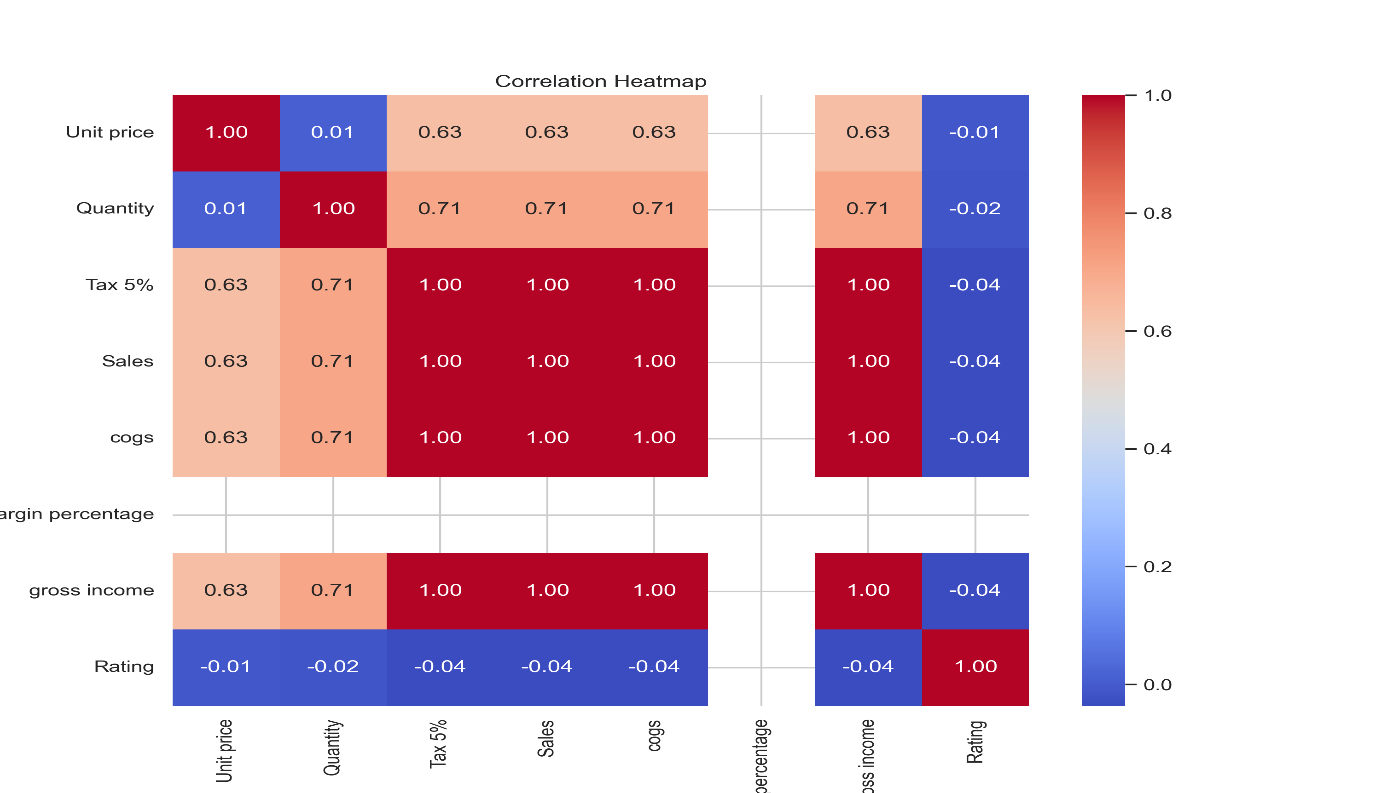 Correlation Heatmap
Unit price 1.00 0.01 0.63 0.63 0.63 0.63 -0.01
Quantity 0.01 1.00 0.71 0.71 0.71 0.71 -0.02
Tax 5% 0.63 0.71 1.00 1.00 1.00 1.00 -0.04
Sales 0.63 0.71 1.00 1.00 1.00 1.00 -0.04
cogs 0.63 0.71 1.00 1.00 1.00 1.00 -0.04
argin percentage
gross income 0.63 0.71 1.00 1.00 1.00 1.00 -0.04
Rating -0.01 -0.02 -0.04 -0.04 -0.04 -0.04 1.00
Unit price
Quantity
Tax 5%
Sales
cogs
percentage
oss income
Rating
1.0
0.8
0.6
0.4
0.2
0.0